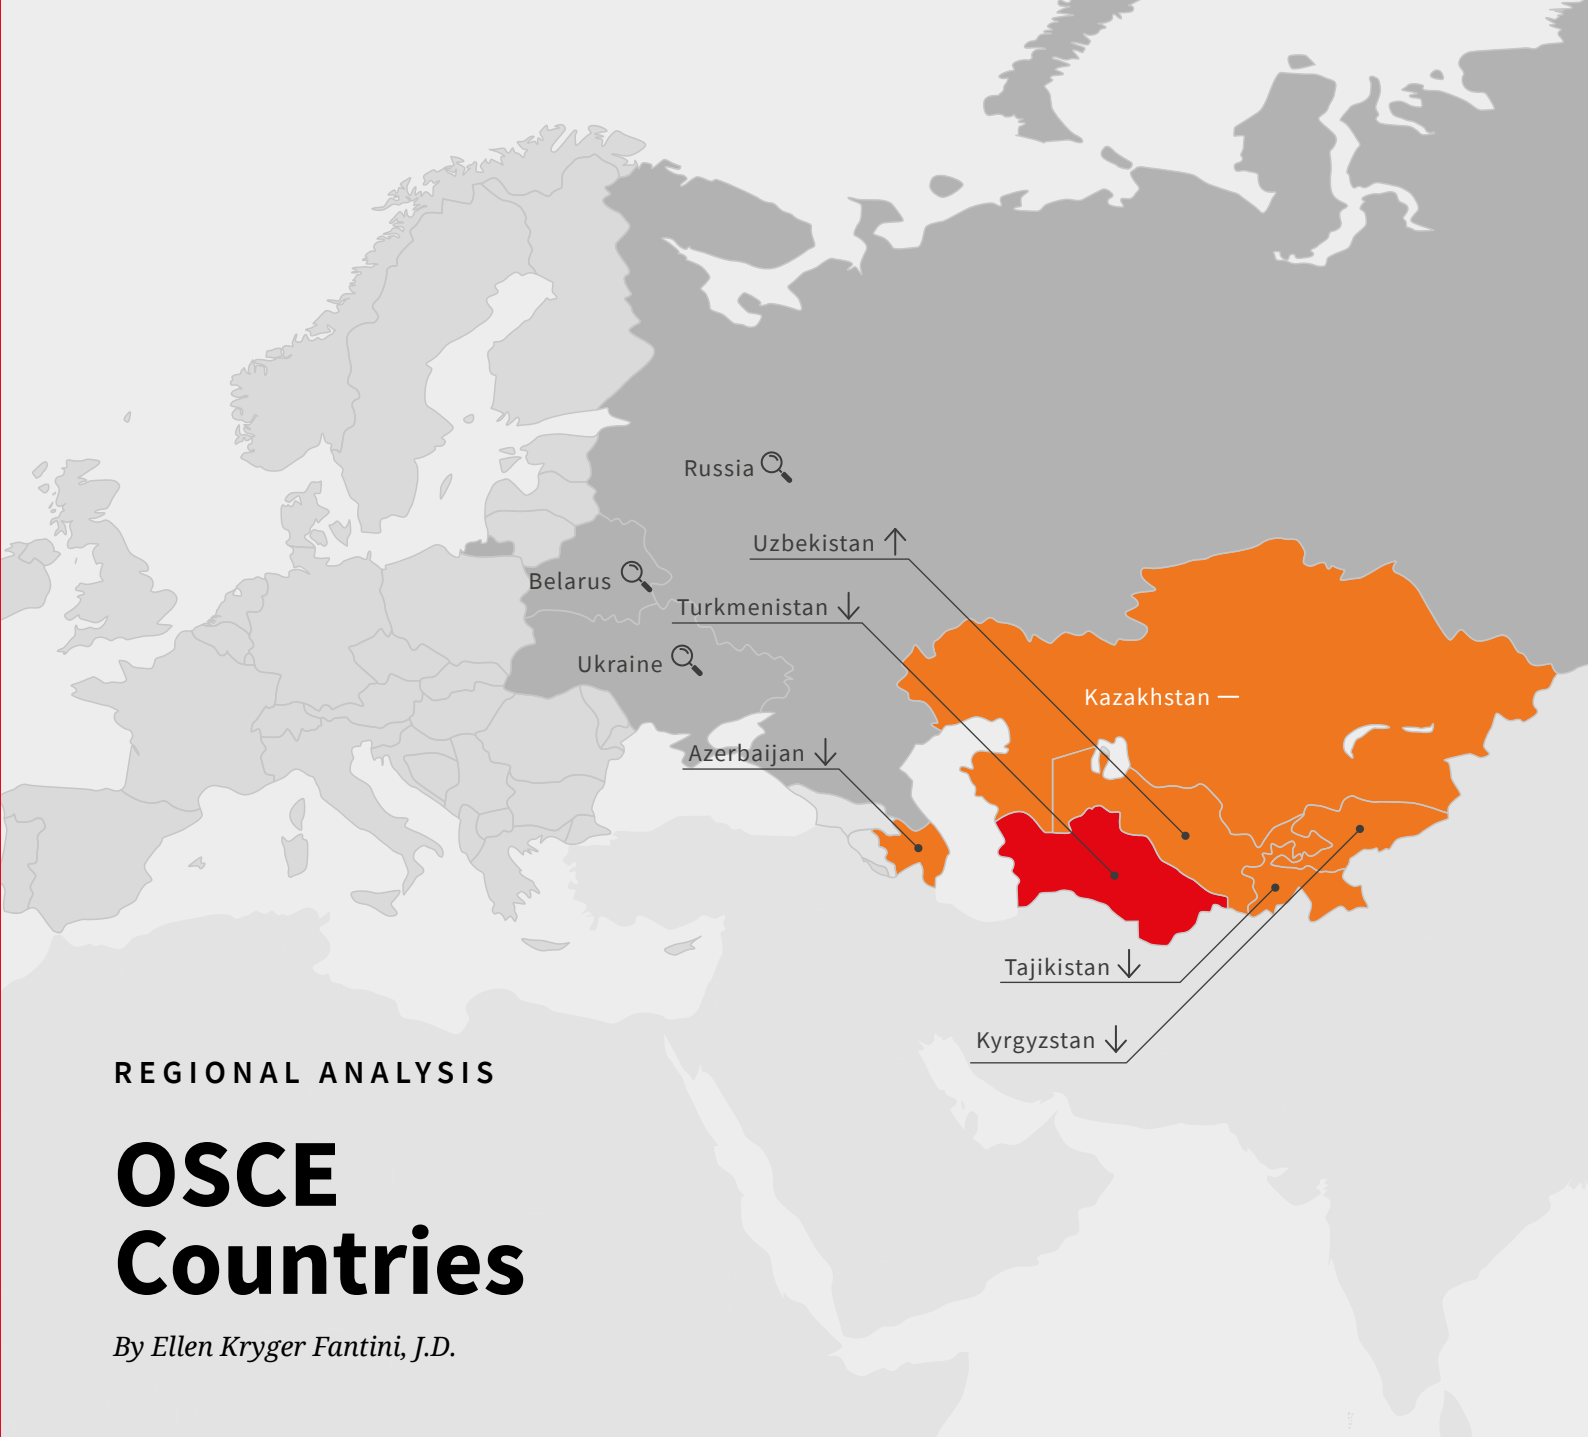 Russia
Uzbekistan
Belarus
Turkmenistan
Ukraine
Kazakhstan
Azerbaijan
Tajikistan
Kyrgyzstan
REGIONAL ANALYSIS
OSCE
Countries
By Ellen Kryger Fantini, J.D.